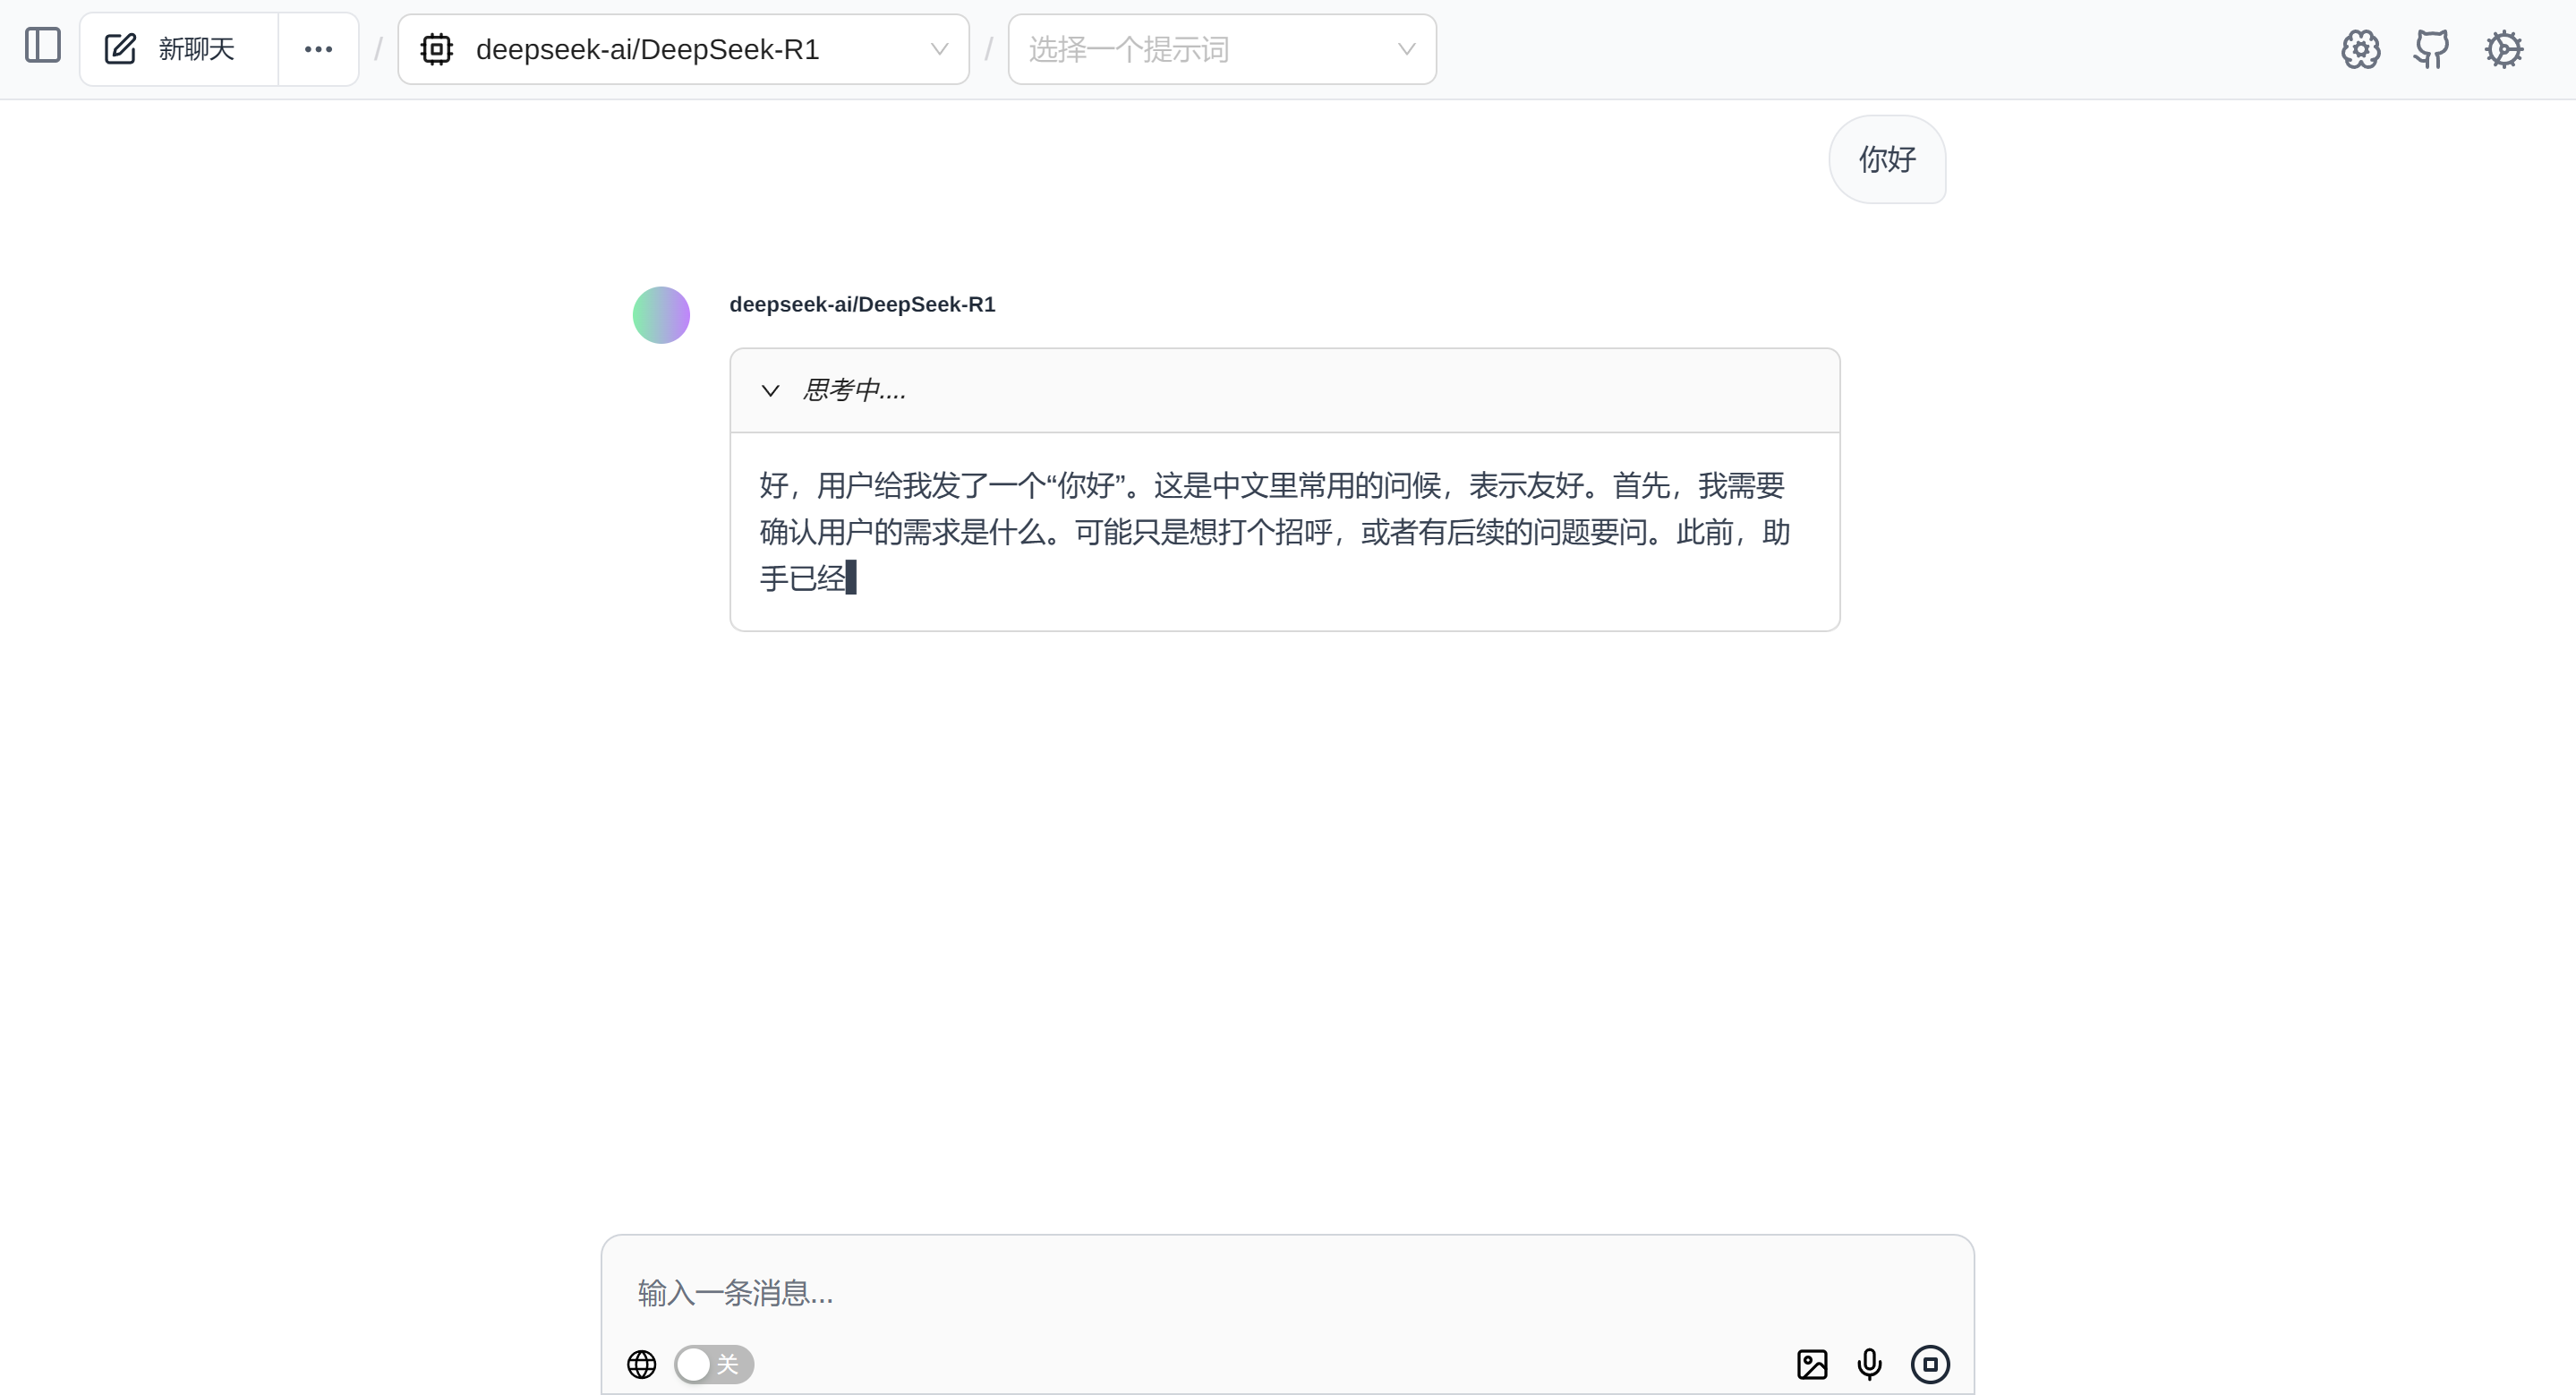 新聊天
/
deepseek-ai/DeepSeek-R1
/
选择一个提示词
你好
deepseek-ai/DeepSeek-R1
思考中....
好，用户给我发了一个“你好”。这是中文里常用的问候，表示友好。首先，我需要
确认用户的需求是什么。可能只是想打个招呼，或者有后续的问题要问。此前，助
手已经
输入一条消息...
关